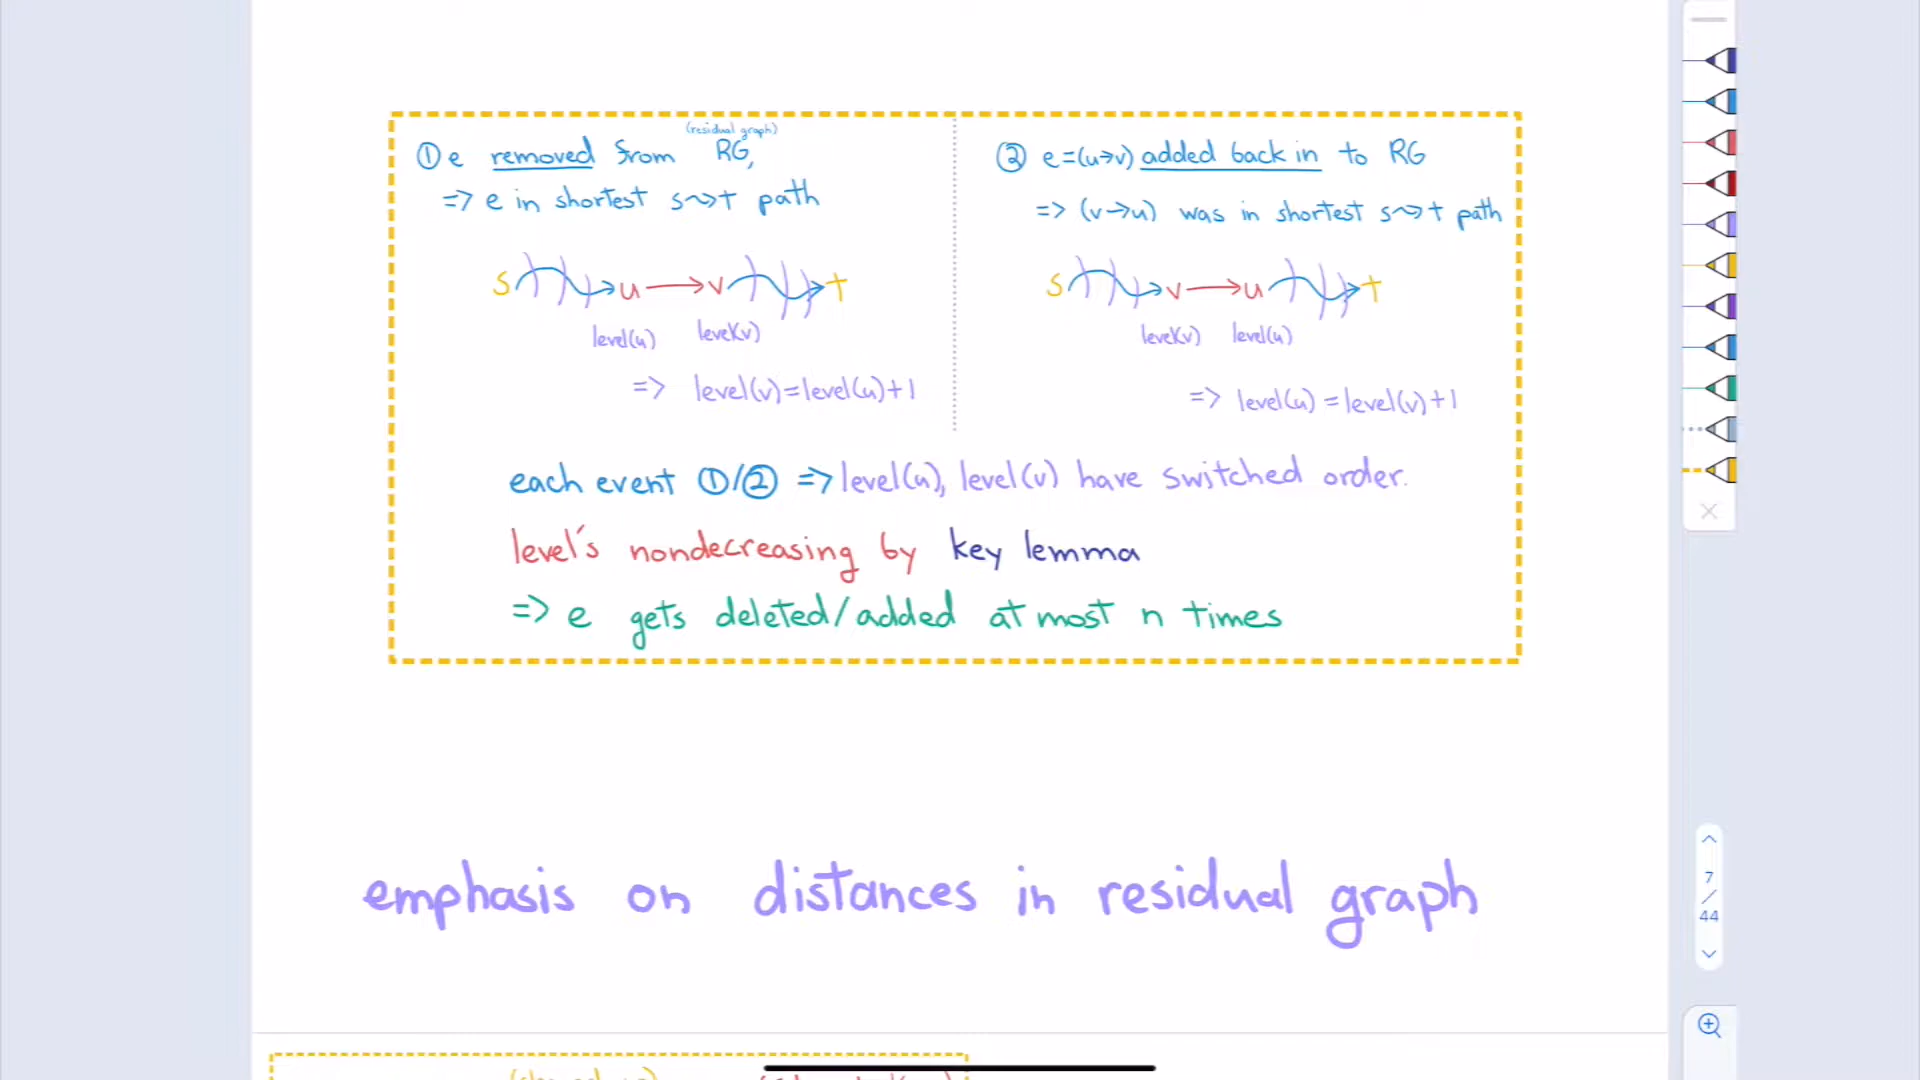 (residual graph)
① e removed from RG,
=> e in shortest s⇝t path
s u → v t
level(u) level(v)
=> level(v)=level(u)+1
② e=(u→v) added back in to RG
=> (v→u) was in shortest s⇝t path
s v → u t
level(v) level(u)
=> level(u)=level(v)+1
each event ①/② => level(u), level(v) have switched order.
level's nondecreasing by key lemma
=> e gets deleted/added at most n times
emphasis on distances in residual graph
7
/
44